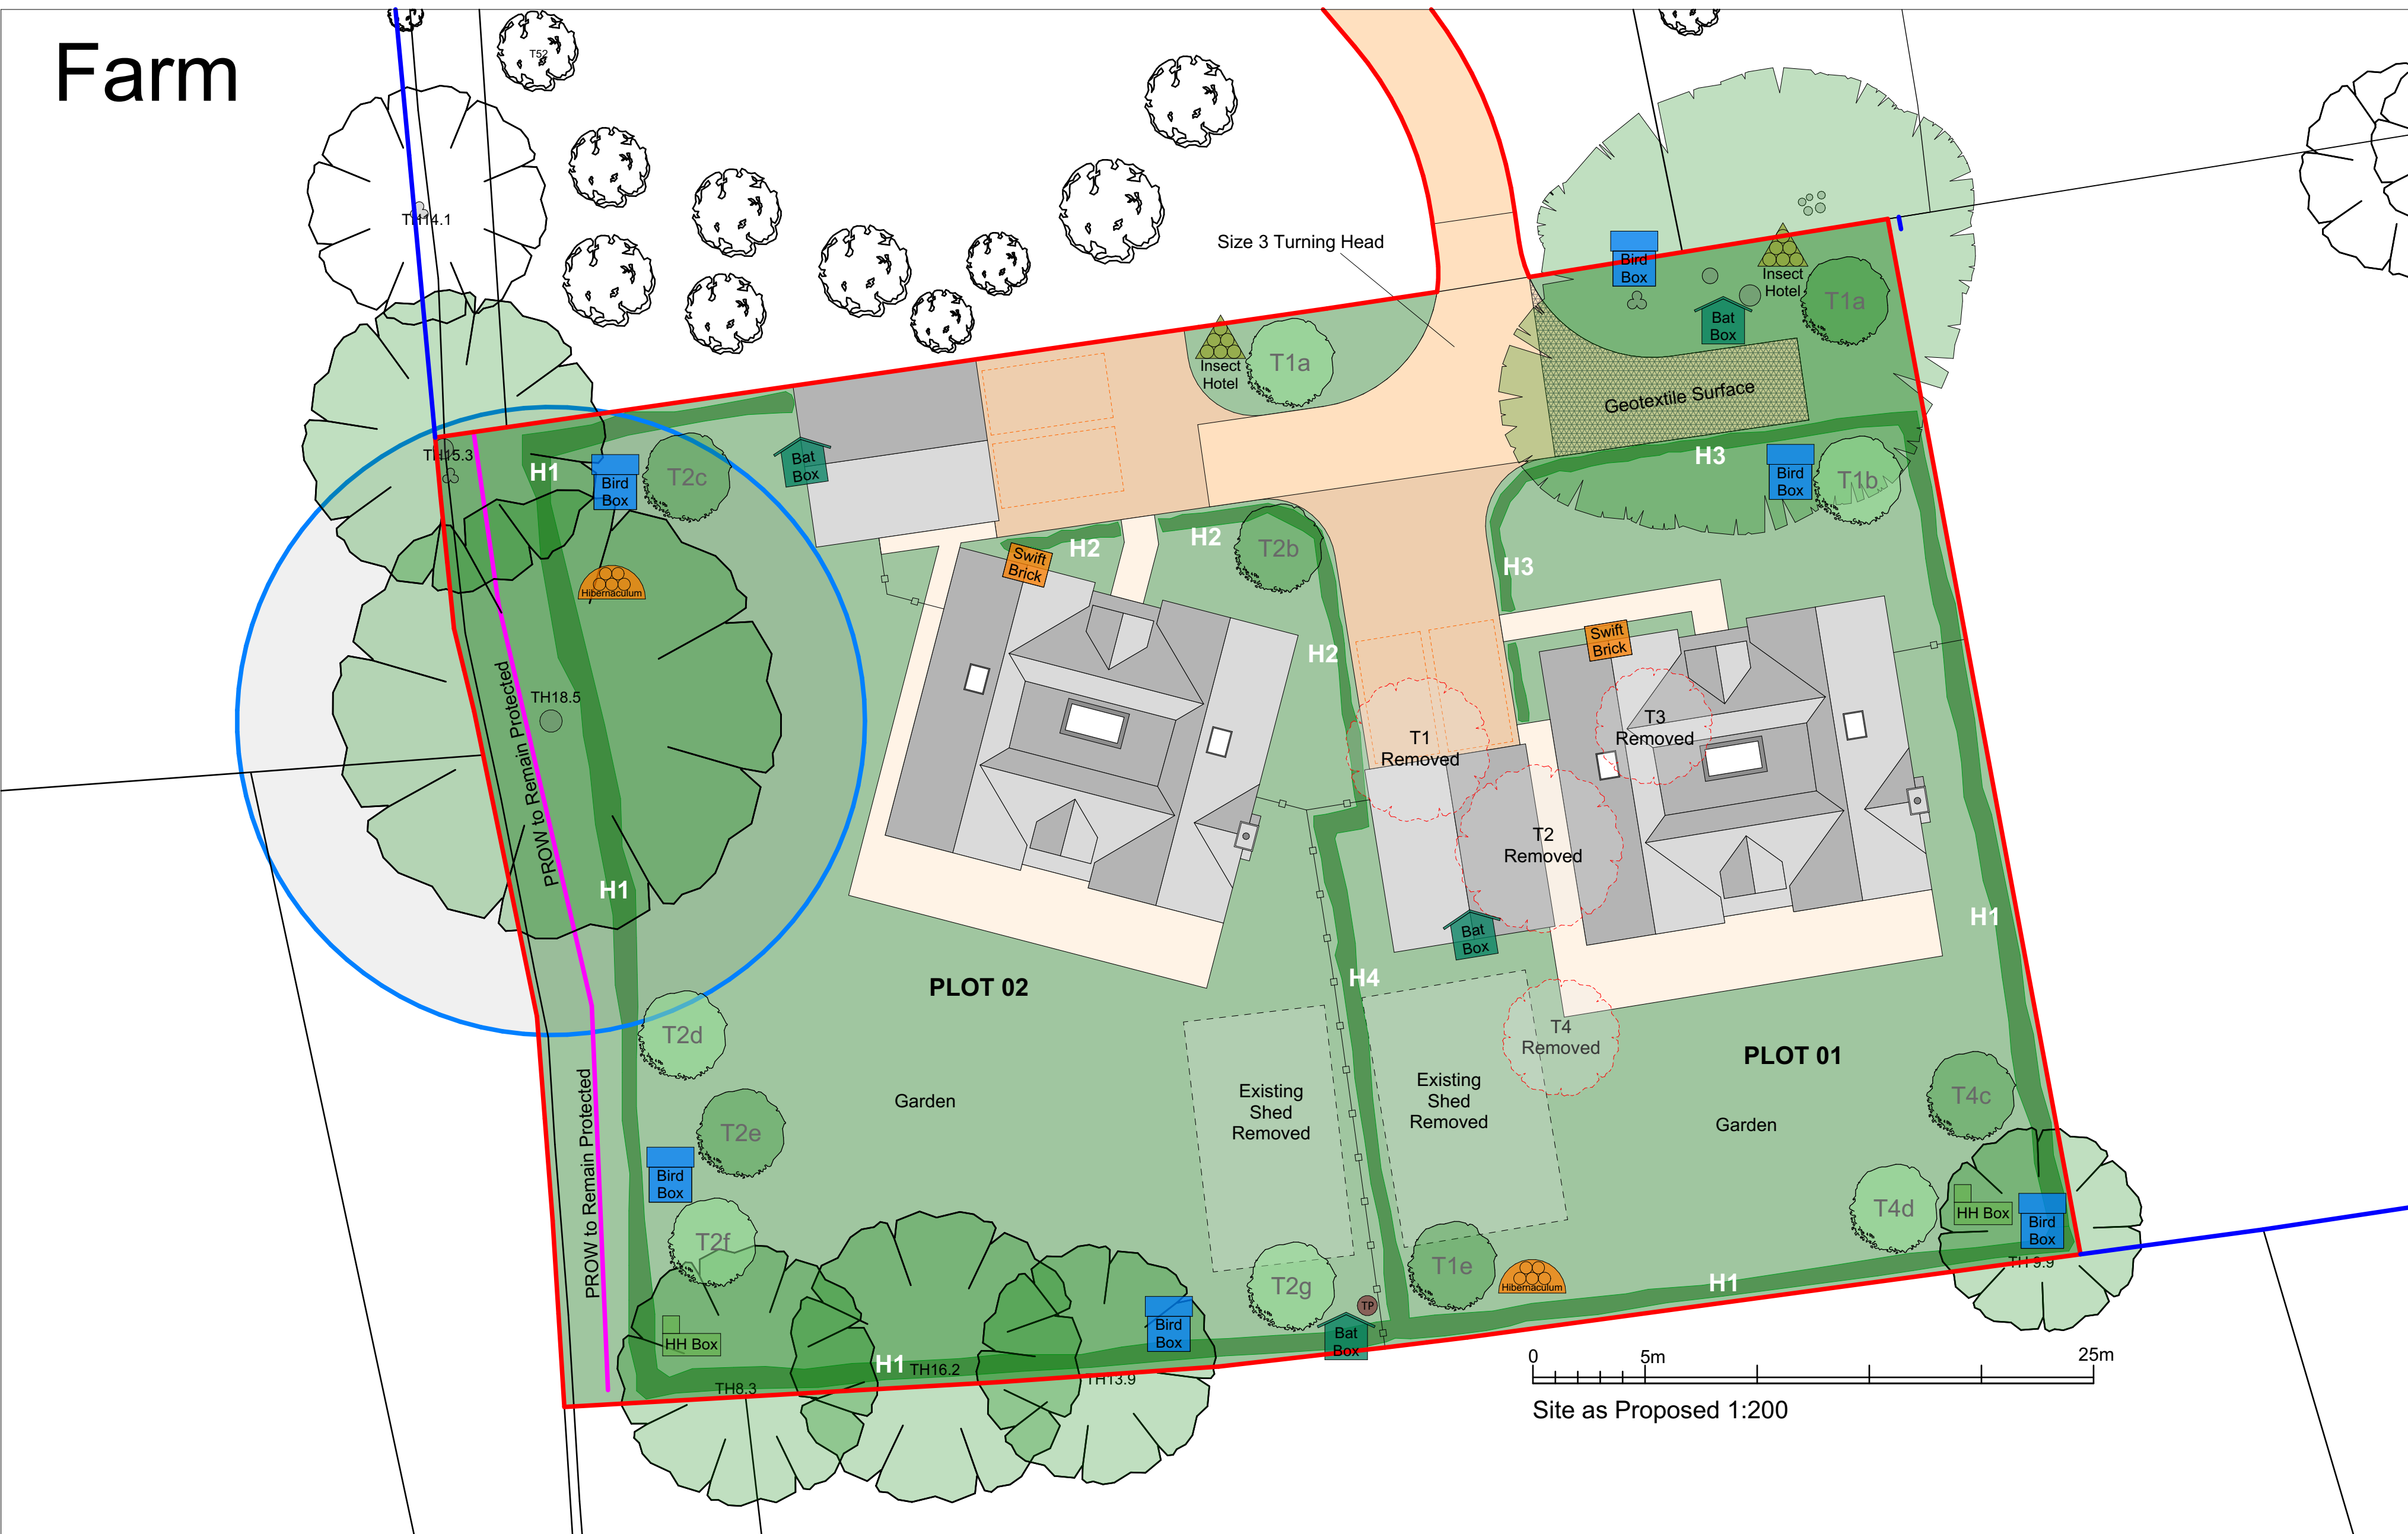 Farm
T52
TH14.1
Size 3 Turning Head
Bird
Box
Insect
Hotel
T1a
Bat
Box
Insect
Hotel
T1a
Geotextile Surface
TH15.3
H1
Bird
Box
T2c
Bat
Box
H3
Bird
Box
T1b
H2
H2
T2b
Swift
Brick
H3
Hibernaculum
H2
Swift
Brick
TH18.5
PROW to Remain Protected
T1
Removed
T3
Removed
T2
Removed
H1
H1
Bat
Box
H4
PLOT 02
T2d
T4
Removed
PLOT 01
Existing
Shed
Removed
Existing
Shed
Removed
Garden
Garden
T4c
T2e
PROW to Remain Protected
Bird
Box
T4d
HH Box
Bird
Box
T2f
T2g
T1e
Hibernaculum
H1
TH9.9
TP
HH Box
Bird
Box
Bat
Box
H1
TH16.2
TH8.3
TH13.9
0 5m 25m
Site as Proposed 1:200